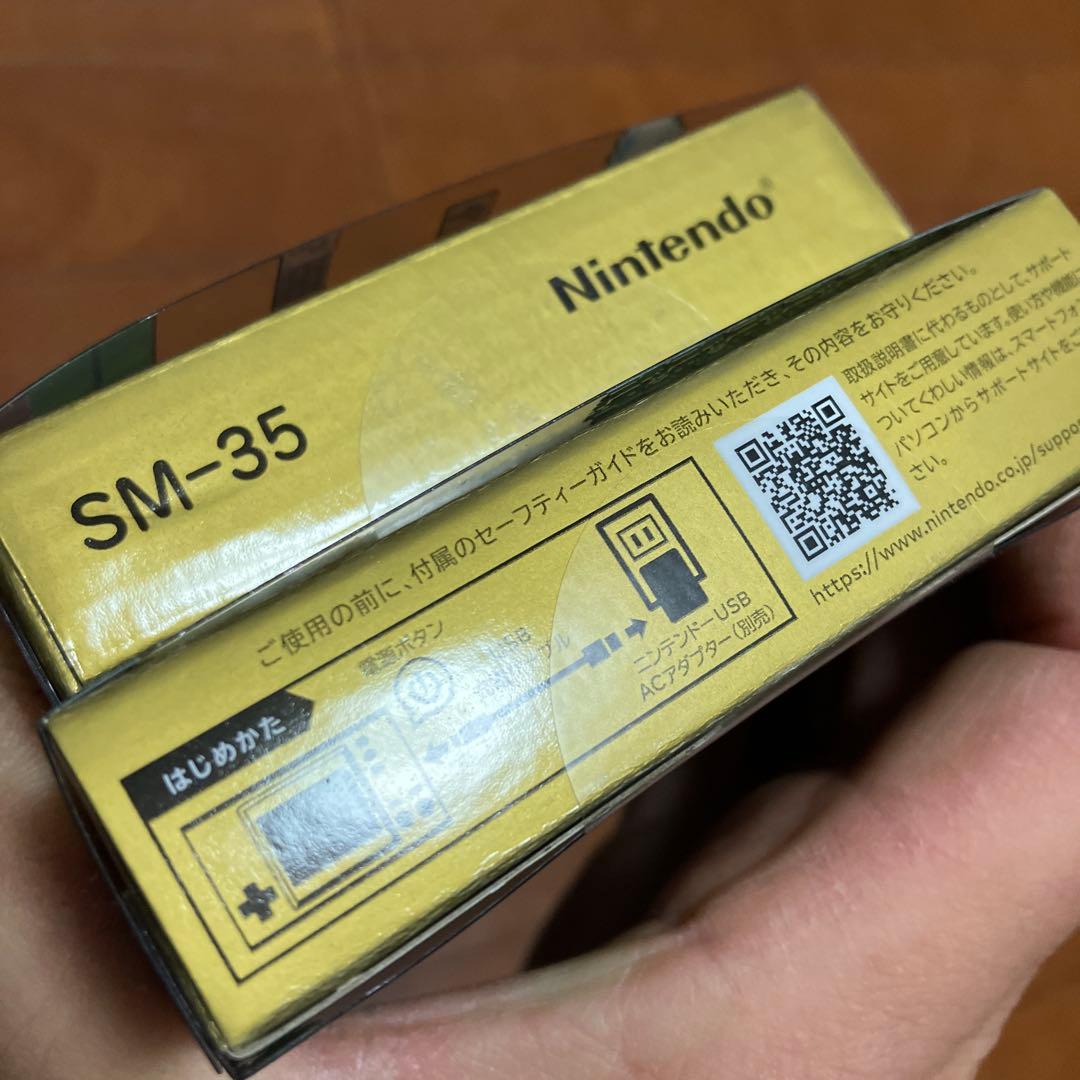 Nintendo®
SM-35
ご使用の前に、付属のセーフティーガイドをお読みいただき、その内容をお守りください。
取扱説明書に代わるものとして、サポート
サイトをご用意しています。使い方や機能に
ついてくわしい情報は、スマートフォ
パソコンからサポートサイトをご
さい。
https://www.nintendo.co.jp/suppor
はじめかた
電源ボタン
ニンテンドーUSB
ACアダプター(別売)